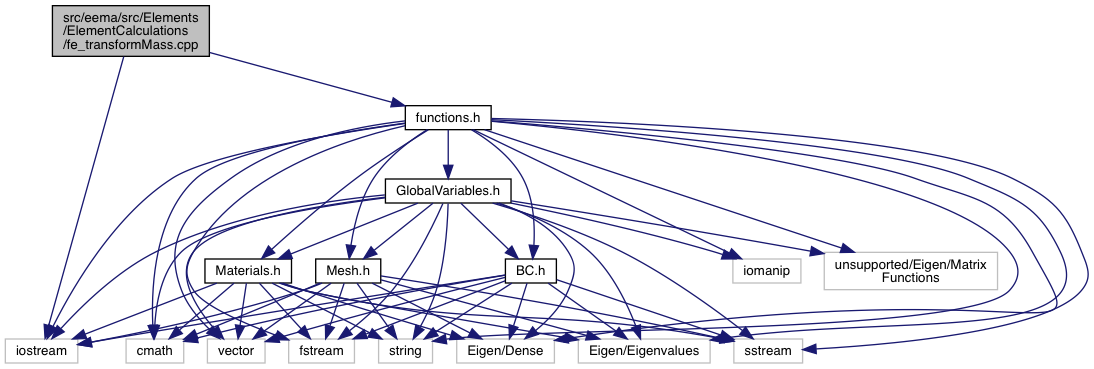 src/eema/src/Elements
/ElementCalculations
/fe_transformMass.cpp
functions.h
GlobalVariables.h
Materials.h
Mesh.h
BC.h
iomanip
unsupported/Eigen/Matrix
Functions
iostream
cmath
vector
fstream
string
Eigen/Dense
Eigen/Eigenvalues
sstream